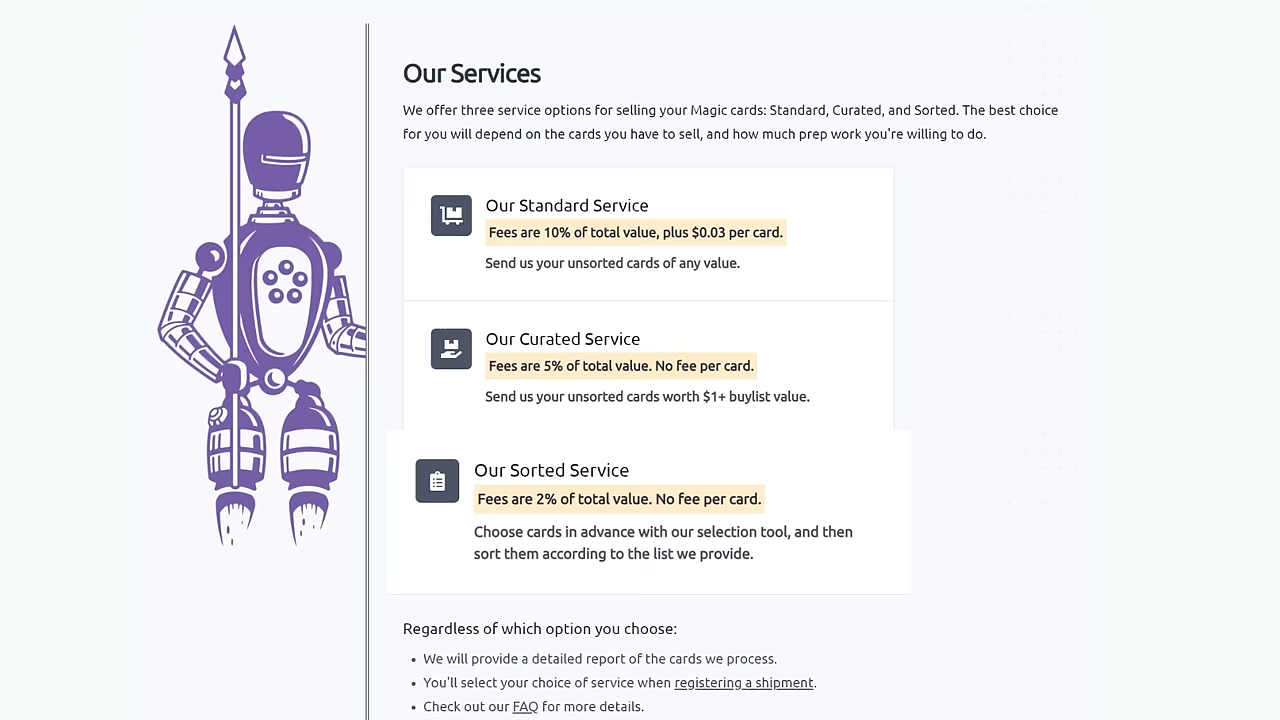 Our Services
We offer three service options for selling your Magic cards: Standard, Curated, and Sorted. The best choice
for you will depend on the cards you have to sell, and how much prep work you're willing to do.
Our Standard Service
Fees are 10% of total value, plus $0.03 per card.
Send us your unsorted cards of any value.
Our Curated Service
Fees are 5% of total value. No fee per card.
Send us your unsorted cards worth $1+ buylist value.
Our Sorted Service
Fees are 2% of total value. No fee per card.
Choose cards in advance with our selection tool, and then
sort them according to the list we provide.
Regardless of which option you choose:
• We will provide a detailed report of the cards we process.
• You'll select your choice of service when registering a shipment.
• Check out our FAQ for more details.